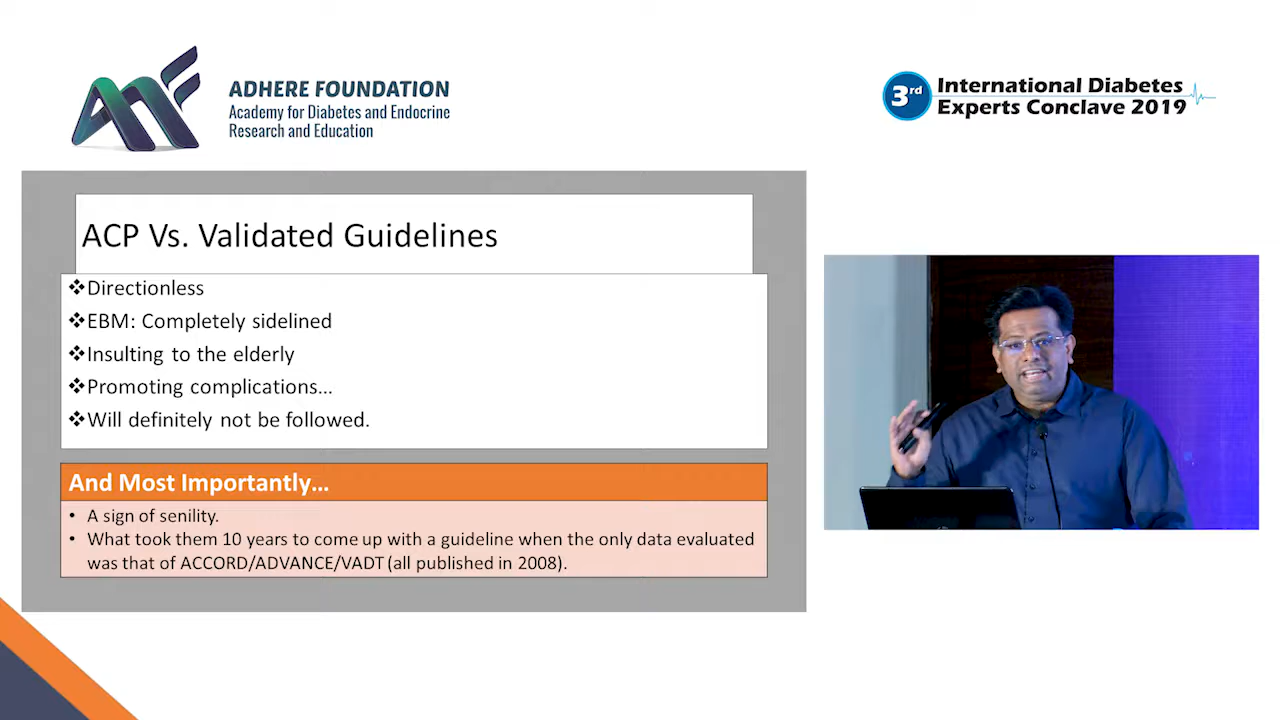 ADHERE FOUNDATION
Academy for Diabetes and Endocrine
Research and Education
3rd
International Diabetes
Experts Conclave 2019
ACP Vs. Validated Guidelines
❖Directionless
❖EBM: Completely sidelined
❖Insulting to the elderly
❖Promoting complications...
❖Will definitely not be followed.
And Most Importantly...
• A sign of senility.
• What took them 10 years to come up with a guideline when the only data evaluated
was that of ACCORD/ADVANCE/VADT (all published in 2008).